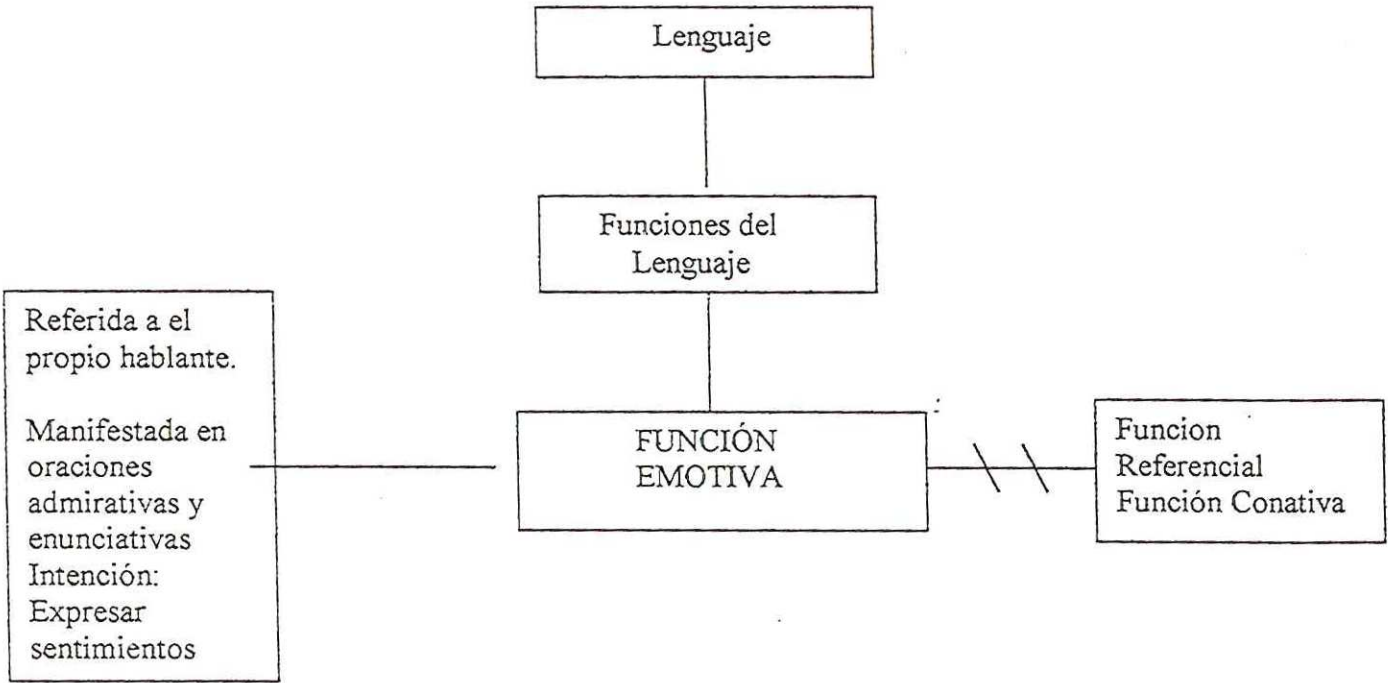 Lenguaje
Funciones del
Lenguaje
Referida a el
propio hablante.
Manifestada en
oraciones
admirativas y
enunciativas
Intención:
Expresar
sentimientos
FUNCIÓN
EMOTIVA
Funcion
Referencial
Función Conativa